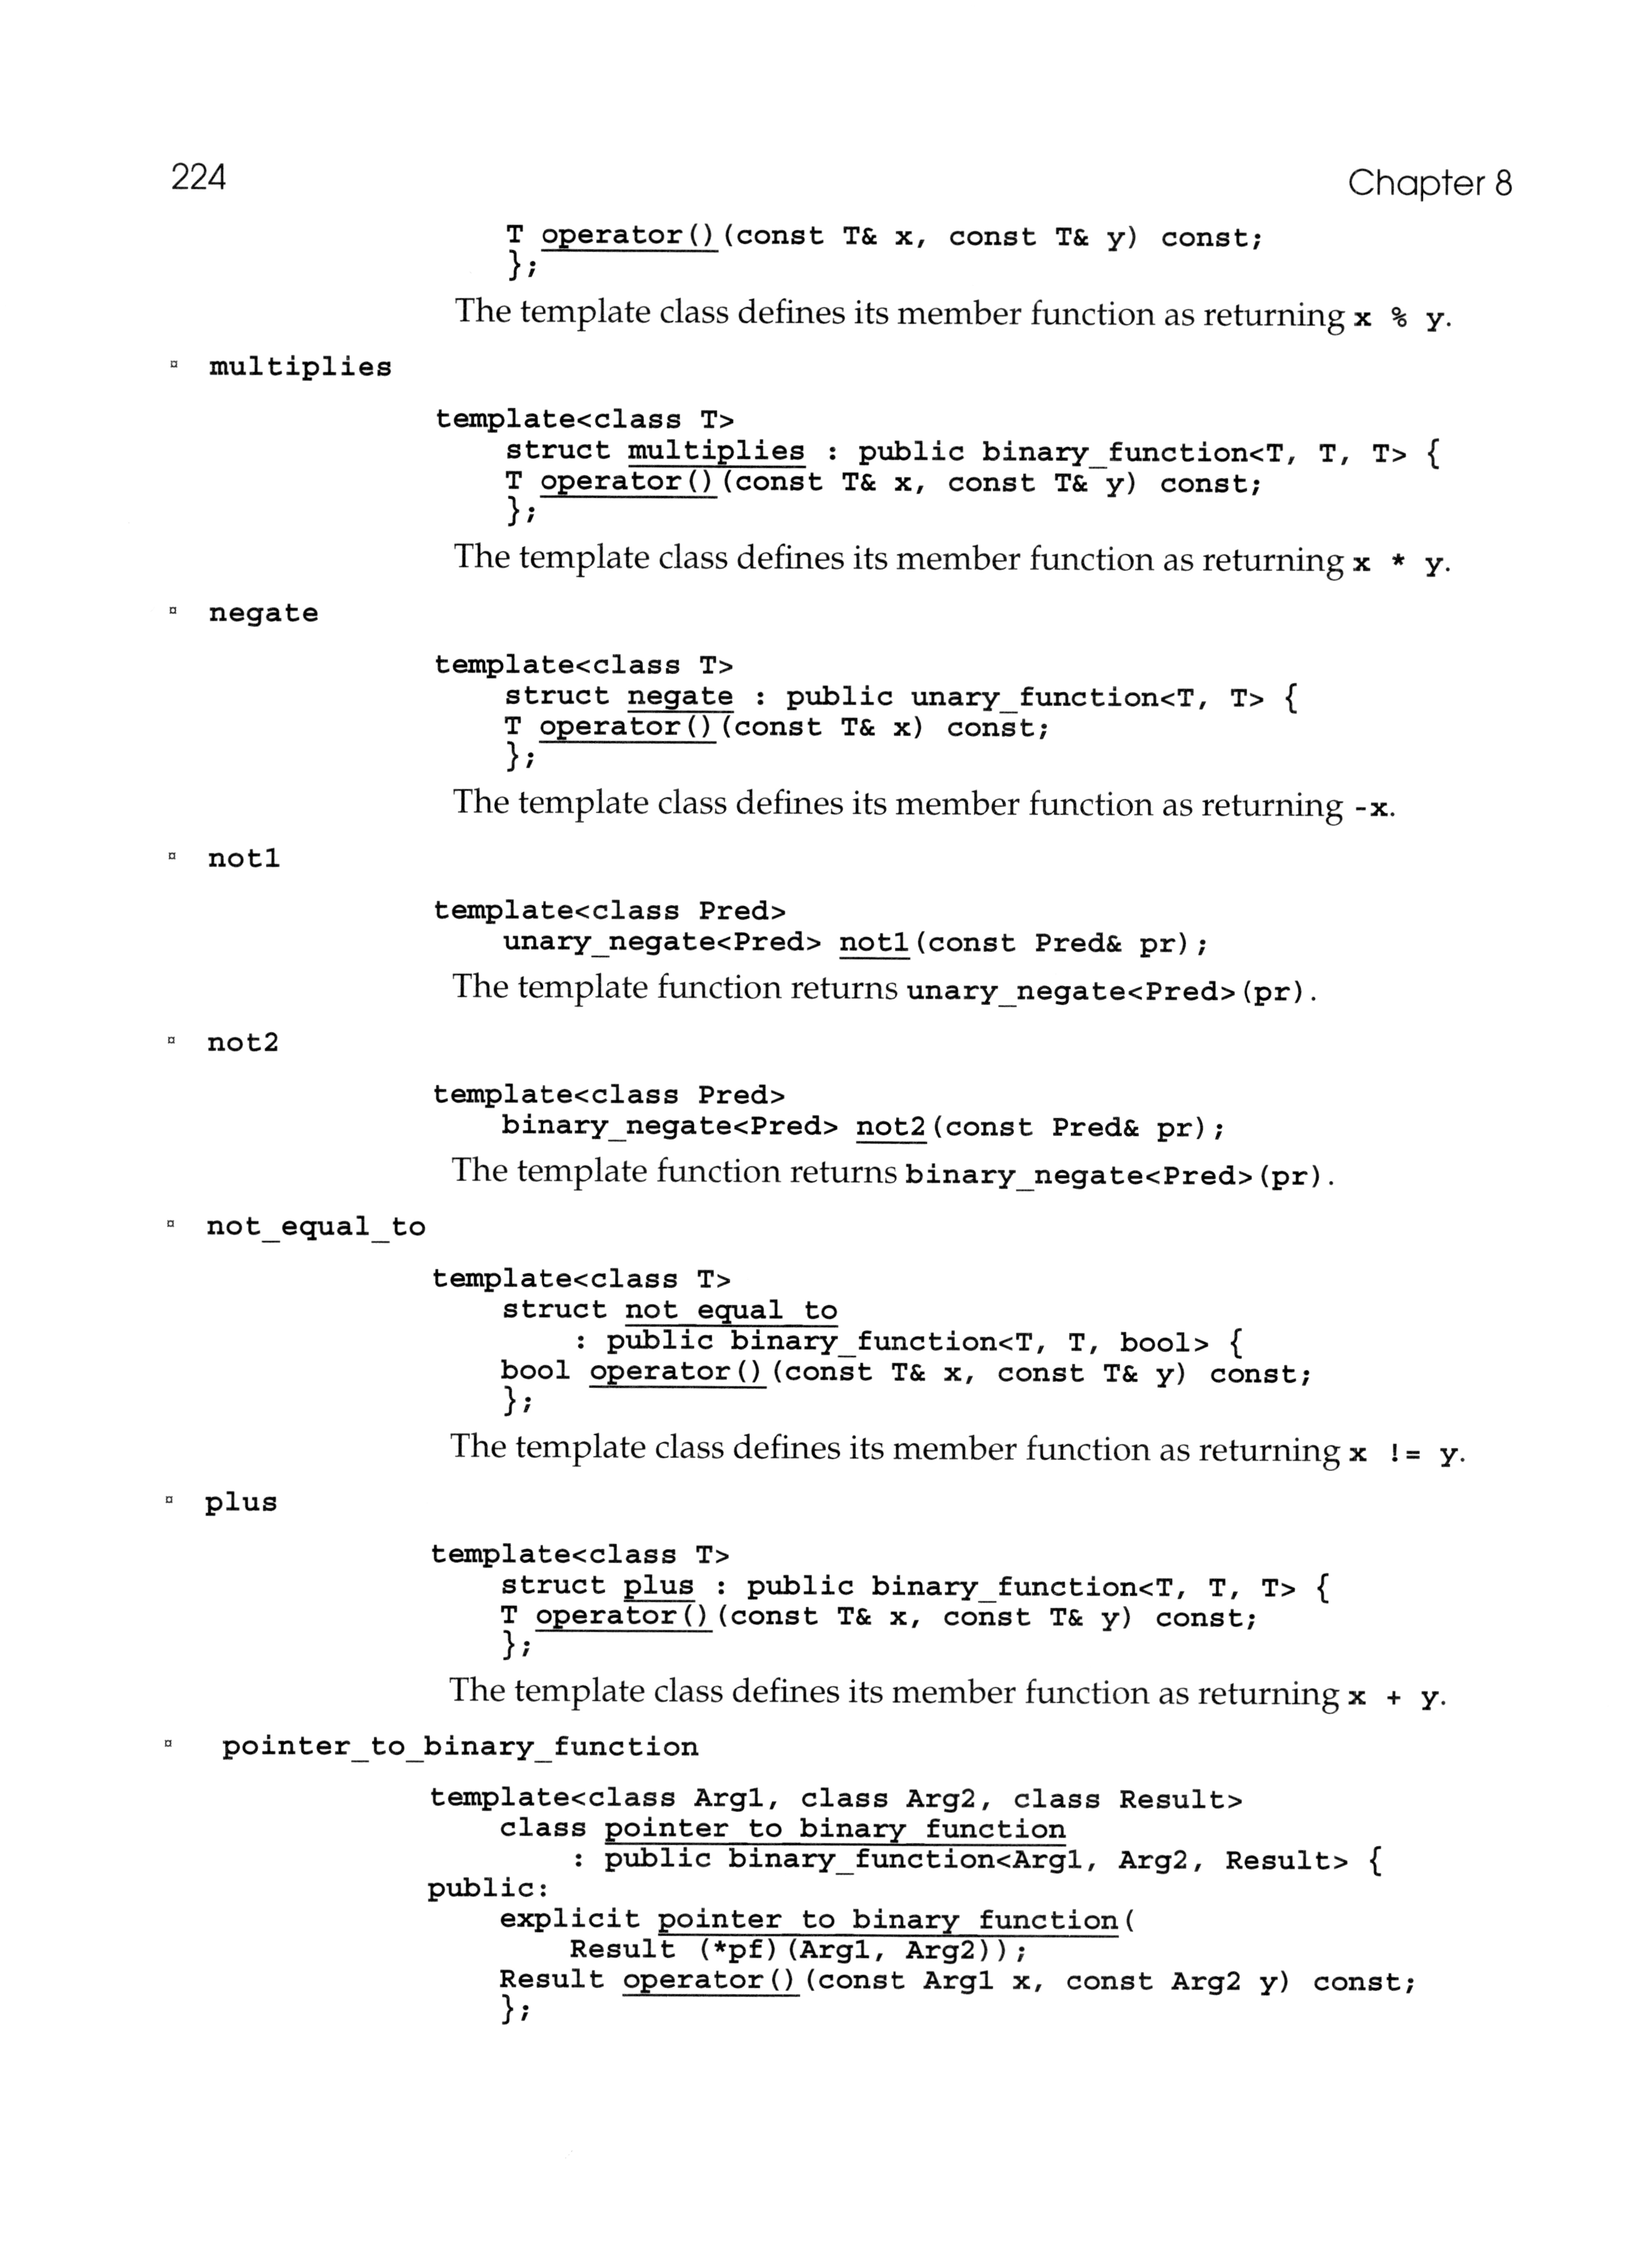 224
Chapter 8
T operator()(const T& x, const T& y) const;
};
The template class defines its member function as returning x % y.
▫ multiplies
template<class T>
struct multiplies : public binary_function<T, T, T> {
T operator()(const T& x, const T& y) const;
};
The template class defines its member function as returning x * y.
▫ negate
template<class T>
struct negate : public unary_function<T, T> {
T operator()(const T& x) const;
};
The template class defines its member function as returning -x.
▫ not1
template<class Pred>
unary_negate<Pred> not1(const Pred& pr);
The template function returns unary_negate<Pred>(pr).
▫ not2
template<class Pred>
binary_negate<Pred> not2(const Pred& pr);
The template function returns binary_negate<Pred>(pr).
▫ not_equal_to
template<class T>
struct not_equal_to
: public binary_function<T, T, bool> {
bool operator()(const T& x, const T& y) const;
};
The template class defines its member function as returning x != y.
▫ plus
template<class T>
struct plus : public binary_function<T, T, T> {
T operator()(const T& x, const T& y) const;
};
The template class defines its member function as returning x + y.
▫ pointer_to_binary_function
template<class Arg1, class Arg2, class Result>
class pointer_to_binary_function
: public binary_function<Arg1, Arg2, Result> {
public:
explicit pointer_to_binary_function(
Result (*pf)(Arg1, Arg2));
Result operator()(const Arg1 x, const Arg2 y) const;
};